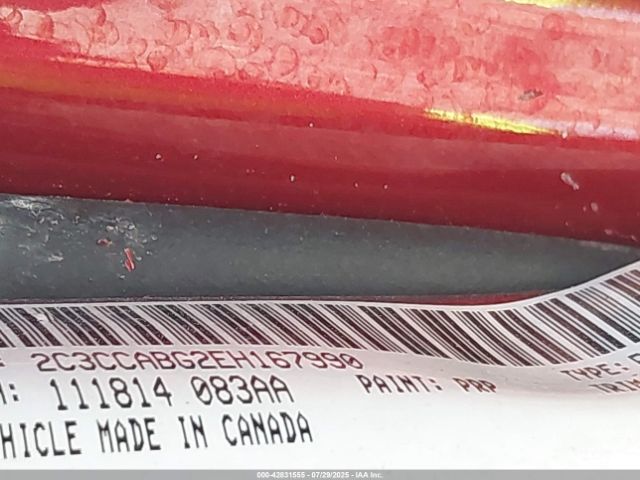 : 2C3CCABG2EH167990 TYPE:
: 111814 083AA PAINT: PRP
HICLE MADE IN CANADA
000-42831555 | 07/29/2025 - IAA Inc.